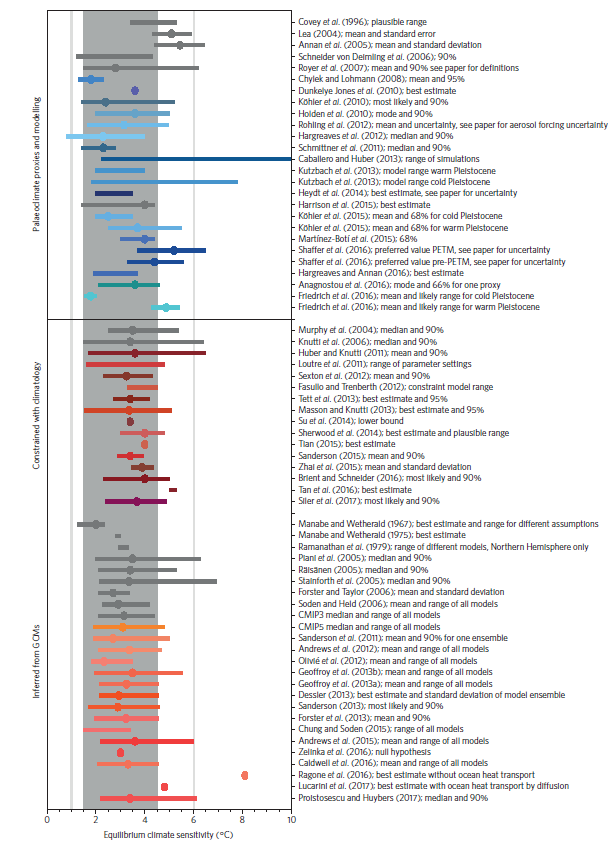 Covey et al. (1996); plausible range
Lea (2004); mean and standard error
Annan et al. (2005); mean and standard deviation
Schneider von Deimling et al. (2006); 90%
Royer et al. (2007); mean and 90% see paper for definitions
Chylek and Lohmann (2008); mean and 95%
Dunkelye Jones et al. (2010); best estimate
Köhler et al. (2010); most likely and 90%
Holden et al. (2010); mode and 90%
Rohling et al. (2012); mean and uncertainty, see paper for aerosol forcing uncertainty
Hargreaves et al. (2012); median and 90%
Schmittner et al. (2011); median and 90%
Caballero and Huber (2013); range of simulations
Kutzbach et al. (2013); model range warm Pleistocene
Kutzbach et al. (2013); model range cold Pleistocene
Heydt et al. (2014); best estimate, see paper for uncertainty
Harrison et al. (2015); best estimate
Köhler et al. (2015); mean and 68% for cold Pleistocene
Köhler et al. (2015); mean and 68% for warm Pleistocene
Martínez-Botí et al. (2015); 68%
Shaffer et al. (2016); preferred value PETM, see paper for uncertainty
Shaffer et al. (2016); preferred value pre-PETM, see paper for uncertainty
Hargreaves and Annan (2016); best estimate
Anagnostou et al. (2016); mode and 66% for one proxy
Friedrich et al. (2016); mean and likely range for cold Pleistocene
Friedrich et al. (2016); mean and likely range for warm Pleistocene
Palaeoclimate proxies and modelling
Murphy et al. (2004); median and 90%
Knutti et al. (2006); median and 90%
Huber and Knutti (2011); mean and 90%
Loutre et al. (2011); range of parameter settings
Sexton et al. (2012); mean and 90%
Fasullo and Trenberth (2012); constraint model range
Tett et al. (2013); best estimate and 95%
Masson and Knutti (2013); best estimate and 95%
Su et al. (2014); lower bound
Sherwood et al. (2014); best estimate and plausible range
Tian (2015); best estimate
Sanderson (2015); mean and 90%
Zhai et al. (2015); mean and standard deviation
Brient and Schneider (2016); most likely and 90%
Tan et al. (2016); best estimate
Siler et al. (2017); most likely and 90%
Constrained with climatology
Manabe and Wetherald (1967); best estimate and range for different assumptions
Manabe and Wetherald (1975); best estimate
Ramanathan et al. (1979); range of different models, Northern Hemisphere only
Piani et al. (2005); median and 90%
Räisänen (2005); median and 90%
Stainforth et al. (2005); median and 90%
Forster and Taylor (2006); mean and standard deviation
Soden and Held (2006); mean and range of all models
CMIP3 median and range of all models
CMIP5 median and range of all models
Sanderson et al. (2011); mean and 90% for one ensemble
Andrews et al. (2012); mean and range of all models
Olivié et al. (2012); mean and range of all models
Geoffroy et al. (2013b); mean and range of all models
Geoffroy et al. (2013a); mean and range of all models
Dessler (2013); best estimate and standard deviation of model ensemble
Sanderson (2013); most likely and 90%
Forster et al. (2013); mean and 90%
Chung and Soden (2015); range of all models
Andrews et al. (2015); mean and range of all models
Zelinka et al. (2016); null hypothesis
Caldwell et al. (2016); mean and range of all models
Ragone et al. (2016); best estimate without ocean heat transport
Lucarini et al. (2017); best estimate with ocean heat transport by diffusion
Proistosescu and Huybers (2017); median and 90%
Inferred from GCMs
0 2 4 6 8 10
Equilibrium climate sensitivity (°C)